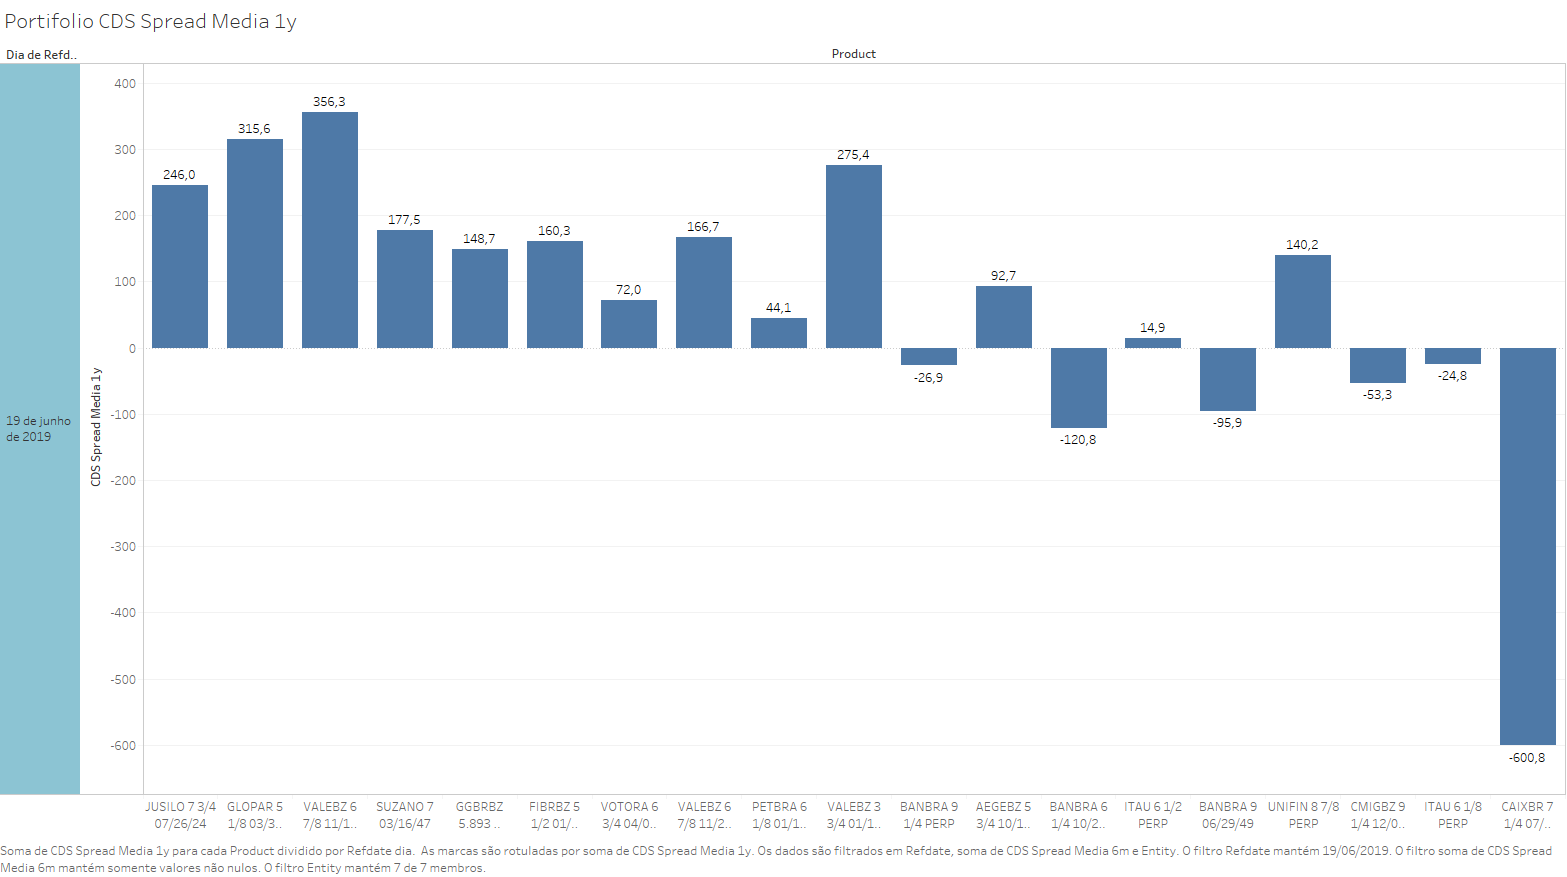 Portifolio CDS Spread Media 1y
Dia de Refd..
Product
400
300
200
100
0
-100
-200
-300
-400
-500
-600
CDS Spread Media 1y
19 de junho
de 2019
246,0
315,6
356,3
177,5
148,7
160,3
72,0
166,7
44,1
275,4
-26,9
92,7
-120,8
14,9
-95,9
140,2
-53,3
-24,8
-600,8
JUSILO 7 3/4
07/26/24
GLOPAR 5
1/8 03/3..
VALEBZ 6
7/8 11/1..
SUZANO 7
03/16/47
GGBRBZ
5.893 ..
FIBRBZ 5
1/2 01/..
VOTORA 6
3/4 04/0..
VALEBZ 6
7/8 11/2..
PETBRA 6
1/8 01/1..
VALEBZ 3
3/4 01/1..
BANBRA 9
1/4 PERP
AEGEBZ 5
3/4 10/1..
BANBRA 6
1/4 10/2..
ITAU 6 1/2
PERP
BANBRA 9
06/29/49
UNIFIN 8 7/8
PERP
CMIGBZ 9
1/4 12/0..
ITAU 6 1/8
PERP
CAIXBR 7
1/4 07/..
Soma de CDS Spread Media 1y para cada Product dividido por Refdate dia.  As marcas são rotuladas por soma de CDS Spread Media 1y. Os dados são filtrados em Refdate, soma de CDS Spread Media 6m e Entity. O filtro Refdate mantém 19/06/2019. O filtro soma de CDS Spread
Media 6m mantém somente valores não nulos. O filtro Entity mantém 7 de 7 membros.